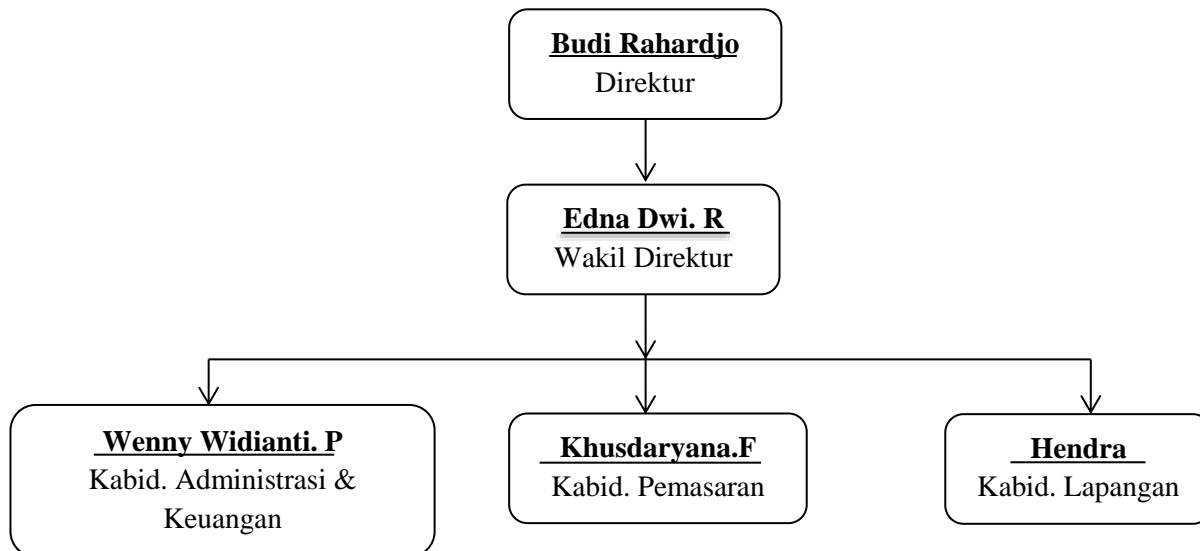 Budi Rahardjo
Direktur
Edna Dwi. R
Wakil Direktur
Wenny Widianti. P
Kabid. Administrasi &
Keuangan
Khusdaryana.F
Kabid. Pemasaran
Hendra
Kabid. Lapangan